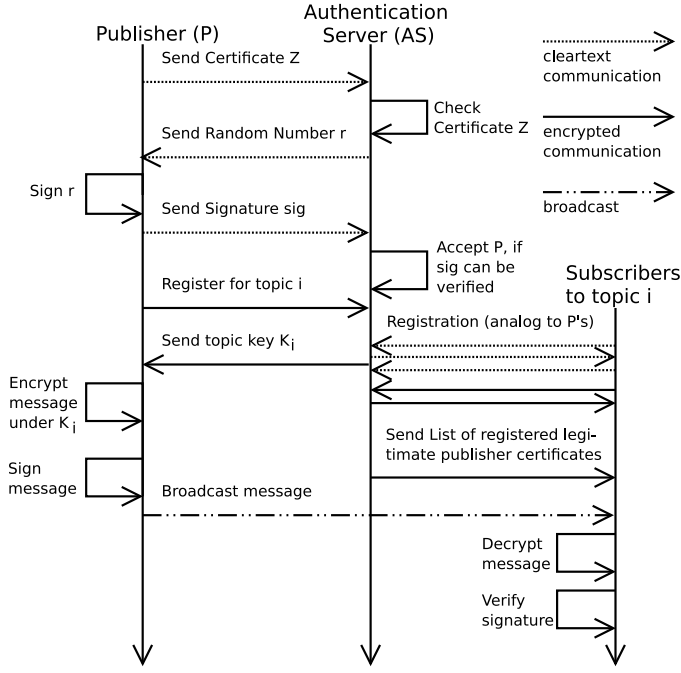 Publisher (P)
Authentication
Server (AS)
cleartext
communication
encrypted
communication
broadcast
Send Certificate Z
Check
Certificate Z
Send Random Number r
Sign r
Send Signature sig
Accept P, if
sig can be
verified
Subscribers
to topic i
Register for topic i
Registration (analog to P's)
Send topic key Ki
Encrypt
message
under Ki
Send List of registered legi-
timate publisher certificates
Sign
message
Broadcast message
Decrypt
message
Verify
signature